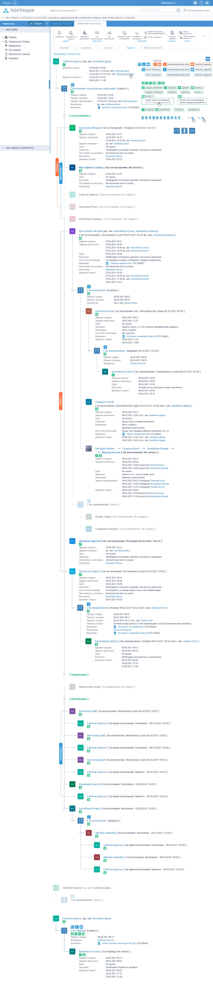 Портал
Ломоносов Т.
ТЕНГРИДОК
Карточка документа
Поиск в карточках
Расширенный поиск
Вы в отпуске с 12.03.2013 по 28.03.2013. Документы адресованные вам направляются вашему заместителю Дания К. Ахметова.
Навигатор
+ СОЗДАТЬ
Рабочая область
Заявление на отпуск
МОИ ПАПКИ
Папки
Ломоносов Толька
Избранное
Последние
Результаты поиска
Корзина
МОИ ЗАДАЧИ И ДОКУМЕНТЫ
Сохранить
Сохранить и создать
ОБЩИЕ
Добавить резолюцию
На рассмотрение
На исполнение
ДЕЙСТВИЯ
Продлить срок исполнения
Изменить состояние
Зарегистрировать регистрационный №
Снять с резерва
ОПЕРАЦИИ
Создать шаблон
ШАБЛОН
Печать карточки
Печать дерева заданий
ПЕЧАТЬ
Основная
Документы
Ссылки
Задания
Журнал операций
СВЯЗАННЫЕ ПРОЦЕССЫ
НАЖАТЫ
КАРТА ПРОЦЕССА
ИНФОРМАЦИОННЫЙ БЛОК
СКРЫТЫЕ ЗАДАНИЯ
СОЗДАТЬ ПОВТОРНО
ОТОЗВАТЬ
УДАЛИТЬ
ПЕЧАТЬ
Печать листа согласования
Печать маршрута документа
ОТПИСАТЬ
НАПОМНИТЬ
СШ
Сабитов Шынгыс (вр. зам. Колбаева Дина)
Документ открыт: 07.03.2017 16:05
09.03.2017 11:23 вр. зам. Колбаева Дина
09.03.2017 17:13 пост. зам. Свешников Роман
Документ изменен: 07.03.2017 16:10
09.03.2017 11:38
[ Исполнение протокольных поручений: В работе ]
Процесс создан: 07.03.2017 16:10
Процесс запущен: 07.03.2017 16:11
Процесс перезапущен: 07.03.2017 16:15 вр. зам. Колбаева Дина
Инициатор: вр. зам. Колбаева Дина
Вложение: Протокол совещания.docx (104 Кбайт)
[ Согласование ]
ГРУППА 1
ПОРУЧЕНИЕ 1
Ерасилова Айгерим [ На согласование: Отозвано 07.03.2017 16:15 ]
Задание создано: 07.03.2017 16:11
Задание прочитано: 07.03.2017 16:21
07.03.2017 16:25 вр. зам. Алиова Нуршат
Задание отозвано: вр. зам. Колбаева Дина
Срок: Не указан
Описание: Необходимо согласовать документ или внести замечания
Постановка на контроль: Контрольный срок не указан
Контролер: Каримова Айгуль
Документ открыт: 07.03.2017 16:21
МГ
Мустафина Гулира [ На согласование: Не начато ]
Задание создано: 07.03.2017 16:15
Срок: Не указан
Описание: Необходимо согласовать документ или внести замечания
Постановка на контроль: Контрольный срок не указан
Контролер: Каримова Айгуль
Сабитов Шынгыс [ На согласование: Не создано ]
Шокпаров Ринат [ На согласование: Не создано ]
Утебалиева Самира [ На согласование: Не создано ]
ГРУППА 2
АА
Арыстанова Айгерим (вр. зам. Болатбеков Олжас, Рахманова Камила)
[ На согласование: Согласовано в срок 09.03.2017 16:15 вр. зам. Рахманова Камила ]
Задание создано: 07.03.2017 16:11
Задание прочитано: 07.03.2017 16:20
07.03.2017 16:40 вр. зам. Болатбеков Олжас
07.03.2017 16:25 вр. зам. Рахманова Камила
Срок: 09.03.2017 16:00
Описание: Необходимо согласовать документ или внести замечания
Отчет об исполнении: Согласовала ссылаясь на Правила. Правила прикрепила.
Вложение: Типовые правила.docx (357 Кбайт)
Постановка на контроль: Контрольный срок не указан
Контролер: Каримова Айгуль
Документ открыт: 07.03.2017 16:20
07.03.2017 16:40 вр. зам. Болатбеков Олжас
07.03.2017 17:58 вр. зам. Рахманова Камила
09.03.2017 10:11
[ На исполнение: В работе ]
Процесс создан: 09.03.2017 09:17
Процесс запущен: 09.03.2017 09:17
Инициатор: пост. зам. Бузова Ирина
ПН
Попова Наталья [ На исполнение отв.: Исполнено без срока 09.03.2017 09:30 ]
Задание создано: 09.03.2017 09:17
Задание прочитано: 09.03.2017 11:57
Срок: Не указан
Описание: Замени пункты 17 и 18 согласно обговоренному варианту
Резолюция: Взять в работу
Отчет об исполнении: Все сделала!
Вложение: Регламент взаимодействия.pdf (241 Кбайт)
Документ открыт: 09.03.2017 11:57
09.03.2017 15:08
[ На ознакомление: Завершен 09.03.2017 10:18 ]
Процесс создан: 09.03.2017 09:25
Процесс запущен: 09.03.2017 09:25
Инициатор: Попова Наталья
БО
Болатбеков Олжас [ На ознакомление: Ознакомлено в срок 09.03.2017 10:18 ]
Задание создано: 09.03.2017 10:01
Задание прочитано: 09.03.2017 10:05
Срок: 09.03.2017 11:30
Описание: Отправь им на электронку проект документа.
Документ открыт: 09.03.2017 10:05
09.03.2017 10:15
СС
Синицын Сергей
[ На исполнение: Исполнено без срока 09.03.2017 10:34 пост. зам. Акимбаев Дидар ]
Задание создано: 09.03.2017 09:17
Задание прочитано: 09.03.2017 10:05 пост. зам. Акимбаев Дидар
Срок: Не указан
Описание: Прошу внести правки в документ.
Резолюция: Взять в работу.
Доложить свое мнение.
Отчет об исполнении: Прошу при проверке обратить внимание на п.17
Вложение: Проект исходящего.pdf (113 Кбайт)
Документ открыт: 09.03.2017 10:05 пост. зам. Акимбаев Дидар
09.03.2017 10:29 пост. зам. Акимбаев Дидар
Бектуров Жаннат → Смаилов Канат → Кушербаев Данияр →
→ Якупов Рустем [ На исполнение: Не начато ]
Задание создано: 09.03.2017 09:17
Задание прочитано: 09.03.2017 09:20
09.03.2017 10:05 делегатом Смаилов Канат
09.03.2017 10:05 делегатом Кушербаев Данияр
Срок: Не указан
Описание: Замени п.13 - это по твоей части.
Резолюция: Доложить свое мнение.
Задание делегировано: 09.03.2017 09:22 сотруднику Смаилов Канат
09.03.2017 10:38 сотруднику Кушербаев Данияр
09.03.2017 11:51 сотруднику Якупов Рустем
Документ открыт: 09.03.2017 09:20
09.03.2017 10:05 делегатом Смаилов Канат
09.03.2017 11:40 делегатом Кушербаев Данияр
[ На ознакомление: Проект ]
Кузиев Тахир [ На ознакомление: Не создано ]
Сыздыков Алимурат [ На ознакомление: Не создано ]
КН
Каримов Нурлан [ На согласование: Отозвано 07.03.2017 16:15 ]
Задание создано: 07.03.2017 16:11
Задание отозвано: вр. зам. Колыбаева Дина
Срок: Не указан
Описание: Необходимо согласовать документ или внести замечания
Постановка на контроль: Контрольный срок не указан
Контролер: Каримова Айгуль
ЖД
Жумагулов Даулет [ На согласование: Согласовано в срок 09.03.2017 10:05 ]
Задание создано: 09.03.2017 09:15
Задание прочитано: 09.03.2017 09:28
Срок: 09.03.2017 16:00
Описание: Необходимо согласовать документ или внести замечания
Отчет об исполнении: Согласовала, но впредь прошу учесть мои комментарии!
Постановка на контроль: Контрольный срок не указан
Контролер: Каримова Айгуль
Документ открыт: 09.03.2017 09:28
[ На ознакомление: Отозван 09.03.2017 10:11 пост. зам. Хамзин Олег ]
Процесс создан: 09.03.2017 09:17
Процесс запущен: 09.03.2017 09:17
Процесс отозван: 09.03.2017 10:11 пост. зам. Хамзин Олег
Причина отзыва: Не имею права делиться этой информацией согласно приложенному документу.
Вложение: Регламент по ЭБиШИ.docx (1135 Кбайт)
Инициатор: Жумагулов Даулет
Вложение: Регламент взаимодействия.pdf (241 Кбайт)
КА
Канапьянова Айгуль [ На ознакомление: Отозван 09.03.2017 10:11 пост. зам. Хамзин Олег ]
Задание создано: 09.03.2017 09:17
Задание прочитано: 09.03.2017 09:23
Срок: Не указан
Описание: Необходимо ознакомиться с документом
Документ открыт: 09.03.2017 09:23
10.03.2017 17:13
23.03.2017 11:56
[ Подписание ]
Жумагалиев Аскар [ На подписание: Не создано ]
[ Исполнение ]
ПОРУЧЕНИЕ 1
БА
Бекетаева Арай [ На исполнение: Исполнено в срок 09.03.2017 10:05 ]
СШ
Сабитов Шынгыс [ На прием исполнения: Отклонено - 09.03.2017 10:05 ]
БА
Бекетаева Арай [ На исполнение: Исполнено в срок 09.03.2017 10:05 ]
СШ
Сабитов Шынгыс [ На прием исполнения: Отклонено - 09.03.2017 10:05 ]
БА
Бекетаева Арай [ На исполнение: Исполнено в срок 09.03.2017 10:05 ]
СШ
Сабитов Шынгыс [ На прием исполнения: Принято - 09.03.2017 10:05 ]
РК
Рахманова Камила [ На исполнение: Исполнено - 09.03.2017 10:05 ]
СШ
Сабитов Шынгыс [ На прием исполнения: Принято - 09.03.2017 10:05 ]
БО
Болатбеков Олжас [ На исполнение: Исполнено - 09.03.2017 10:05 ]
[ На исполнение: Завершен ]
АЗ
Айтбаев Заманбек [ На исполнение: Исполнено - 09.03.2017 10:05 ]
СШ
Сабитов Шынгыс [ На прием исполнения: Отклонено - 09.03.2017 10:05 ]
АЗ
Айтбаев Заманбек [ На исполнение: Исполнено - 09.03.2017 10:05 ]
СШ
Сабитов Шынгыс [ На прием исполнения: Принято - 09.03.2017 10:05 ]
СШ
Сабитов Шынгыс (вр. зам. Колбаева Дина)
[ На ознакомление: Проект ]
СШ
Сабитов Шынгыс (вр. зам. Колбаева Дина)
[ На перевод: В работе ]
Процесс создан: 09.03.2017 09:17
Инициатор: Сабитов Шынгыс
Вложение: Ответственное письмо для АП.docx (104 Кбайт)
АС
Ашимова Салтанат [ На перевод: Не начато ]
Задание создано: 09.03.2017 09:17
Задание прочитано: 09.03.2017 09:23
Срок: Не указан
Описание: Необходимо перевести документ
Документ открыт: 09.03.2017 09:23
10.03.2017 17:13
23.03.2017 11:56